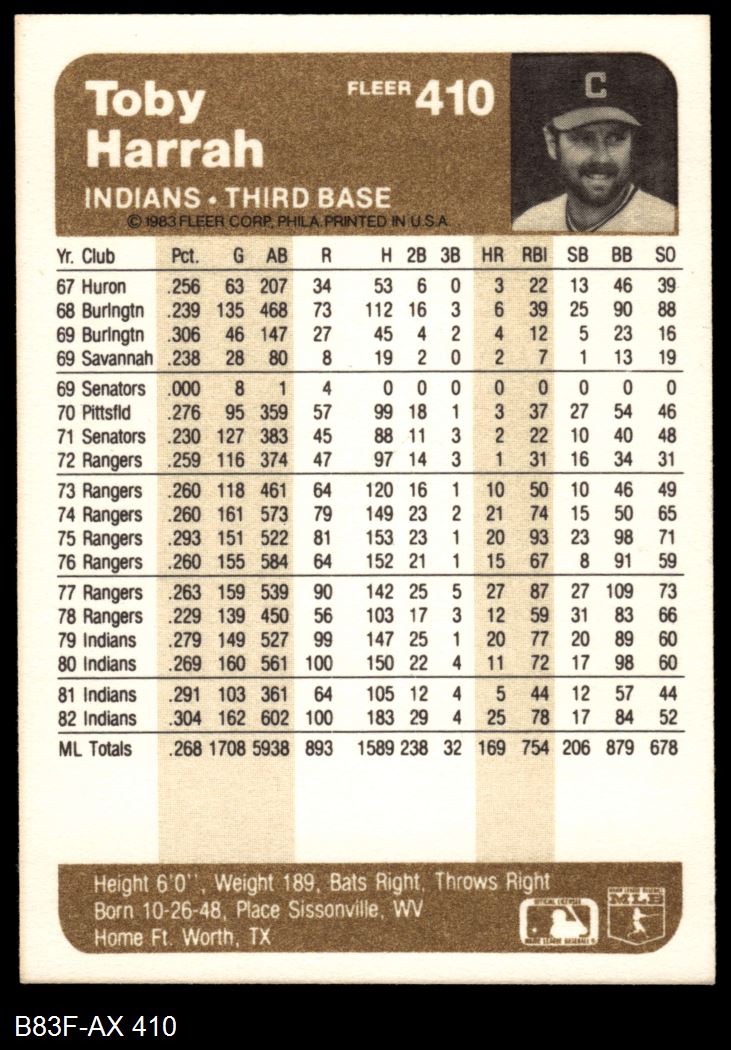 Toby
Harrah
FLEER 410
C
INDIANS • THIRD BASE
© 1983 FLEER CORP., PHILA. PRINTED IN U.S.A.
Yr. Club Pct. G AB R H 2B 3B HR RBI SB BB SO
67 Huron .256 63 207 34 53 6 0 3 22 13 46 39
68 Burlngtn .239 135 468 73 112 16 3 6 39 25 90 88
69 Burlngtn .306 46 147 27 45 4 2 4 12 5 23 16
69 Savannah .238 28 80 8 19 2 0 2 7 1 13 19
69 Senators .000 8 1 4 0 0 0 0 0 0 0 0
70 Pittsfld .276 95 359 57 99 18 1 3 37 27 54 46
71 Senators .230 127 383 45 88 11 3 2 22 10 40 48
72 Rangers .259 116 374 47 97 14 3 1 31 16 34 31
73 Rangers .260 118 461 64 120 16 1 10 50 10 46 49
74 Rangers .260 161 573 79 149 23 2 21 74 15 50 65
75 Rangers .293 151 522 81 153 23 1 20 93 23 98 71
76 Rangers .260 155 584 64 152 21 1 15 67 8 91 59
77 Rangers .263 159 539 90 142 25 5 27 87 27 109 73
78 Rangers .229 139 450 56 103 17 3 12 59 31 83 66
79 Indians .279 149 527 99 147 25 1 20 77 20 89 60
80 Indians .269 160 561 100 150 22 4 11 72 17 98 60
81 Indians .291 103 361 64 105 12 4 5 44 12 57 44
82 Indians .304 162 602 100 183 29 4 25 78 17 84 52
ML Totals .268 1708 5938 893 1589 238 32 169 754 206 879 678
Height 6'0'', Weight 189, Bats Right, Throws Right
Born 10-26-48, Place Sissonville, WV
Home Ft. Worth, TX
OFFICIAL LICENSEE
MAJOR LEAGUE BASEBALL
MLB
B83F-AX 410